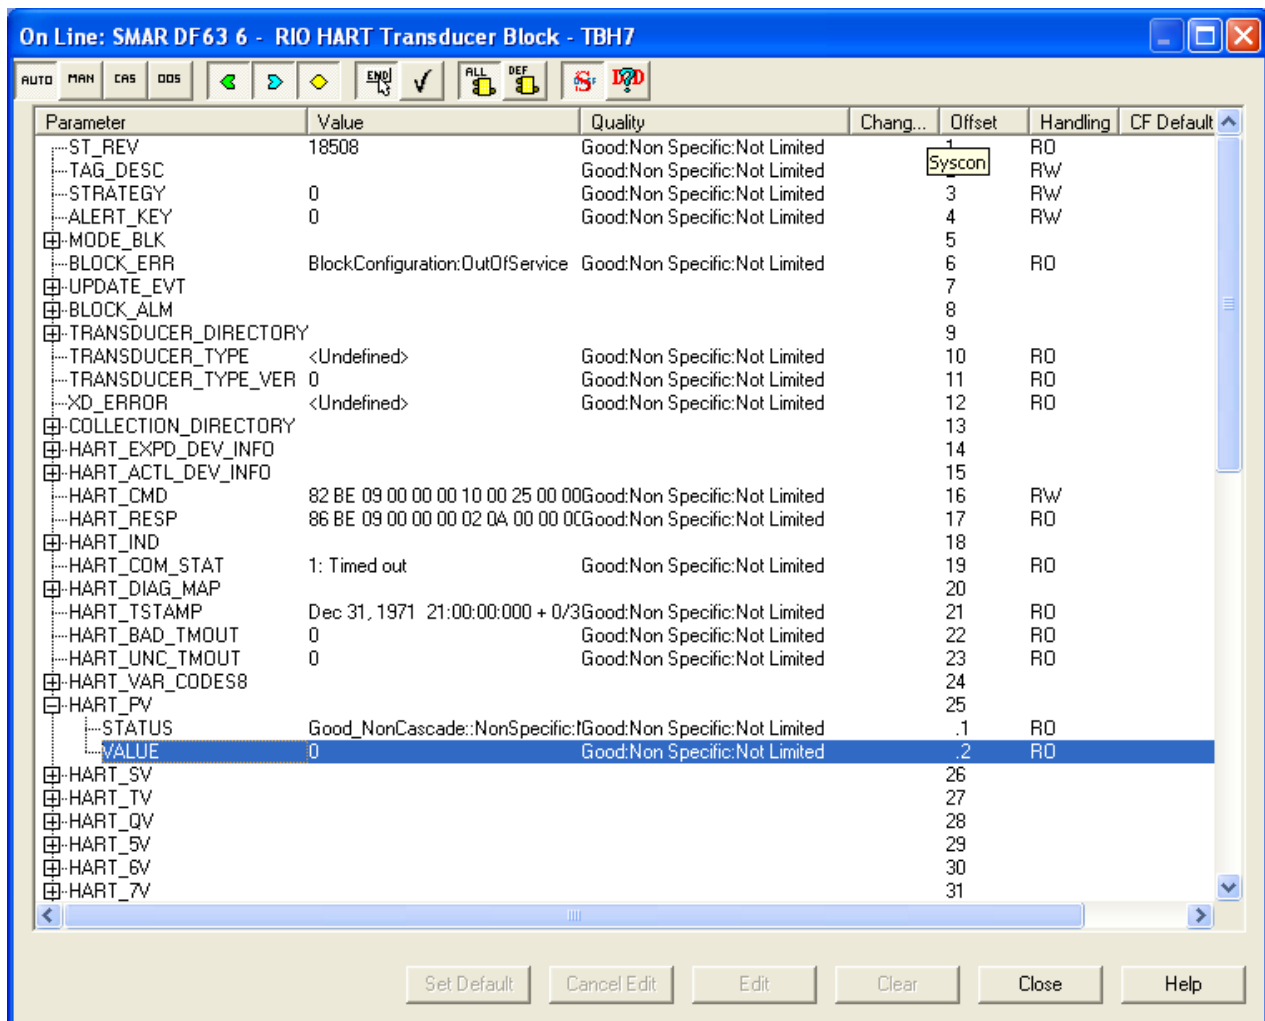 On Line: SMAR DF63 6 - RIO HART Transducer Block - TBH7
AUTO MAN CAS OOS END ALL DEF
Parameter Value Quality Chang... Offset Handling CF Default
ST_REV 18508 Good:Non Specific:Not Limited 1 RO
Syscon
TAG_DESC Good:Non Specific:Not Limited RW
STRATEGY 0 Good:Non Specific:Not Limited 3 RW
ALERT_KEY 0 Good:Non Specific:Not Limited 4 RW
MODE_BLK 5
BLOCK_ERR BlockConfiguration:OutOfService Good:Non Specific:Not Limited 6 RO
UPDATE_EVT 7
BLOCK_ALM 8
TRANSDUCER_DIRECTORY 9
TRANSDUCER_TYPE <Undefined> Good:Non Specific:Not Limited 10 RO
TRANSDUCER_TYPE_VER 0 Good:Non Specific:Not Limited 11 RO
XD_ERROR <Undefined> Good:Non Specific:Not Limited 12 RO
COLLECTION_DIRECTORY 13
HART_EXPD_DEV_INFO 14
HART_ACTL_DEV_INFO 15
HART_CMD 82 BE 09 00 00 00 10 00 25 00 00 Good:Non Specific:Not Limited 16 RW
HART_RESP 86 BE 09 00 00 00 02 0A 00 00 Good:Non Specific:Not Limited 17 RO
HART_IND 18
HART_COM_STAT 1: Timed out Good:Non Specific:Not Limited 19 RO
HART_DIAG_MAP 20
HART_TSTAMP Dec 31, 1971 21:00:00:000 + 0/3 Good:Non Specific:Not Limited 21 RO
HART_BAD_TMOUT 0 Good:Non Specific:Not Limited 22 RO
HART_UNC_TMOUT 0 Good:Non Specific:Not Limited 23 RO
HART_VAR_CODES8 24
HART_PV 25
STATUS Good_NonCascade::NonSpecific: Good:Non Specific:Not Limited .1 RO
VALUE 0 Good:Non Specific:Not Limited .2 RO
HART_SV 26
HART_TV 27
HART_QV 28
HART_5V 29
HART_6V 30
HART_7V 31
Set Default Cancel Edit Edit Clear Close Help